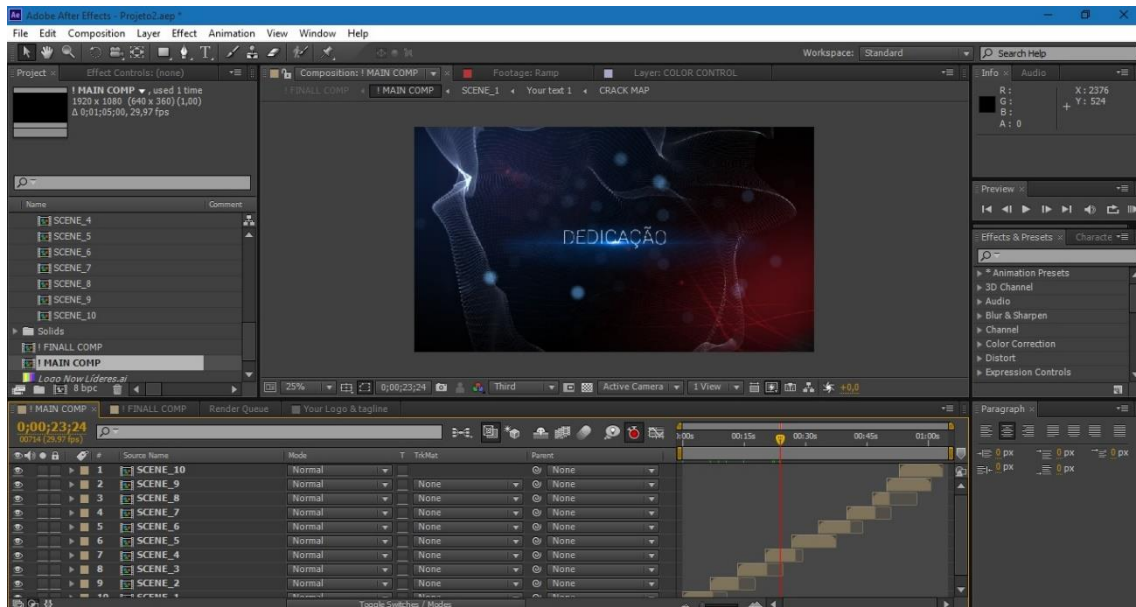 Adobe After Effects - Projeto2.aep *
File Edit Composition Layer Effect Animation View Window Help
Workspace: Standard
Search Help
Project
Effect Controls: (none)
! MAIN COMP , used 1 time
1920 x 1080 (640 x 360) (1,00)
Δ 0;01;05;00, 29,97 fps
Name Comment
SCENE_4
SCENE_5
SCENE_6
SCENE_7
SCENE_8
SCENE_9
SCENE_10
Solids
! FINALL COMP
! MAIN COMP
Logo Now Líderes.ai
8 bpc
Composition: ! MAIN COMP
Footage: Ramp
Layer: COLOR CONTROL
! FINALL COMP ! MAIN COMP SCENE_1 Your text 1 CRACK MAP
DEDICAÇÃO
25% 0;00;23;24 Third Active Camera 1 View +0,0
Info Audio
R:
G:
B:
A: 0
X: 2376
+ Y: 524
Preview
Effects & Presets Characte
* Animation Presets
3D Channel
Audio
Blur & Sharpen
Channel
Color Correction
Distort
Expression Controls
! MAIN COMP ! FINALL COMP Render Queue Your Logo & tagline
0;00;23;24
00714 (29.97 fps)
# Source Name Mode T TrkMat Parent
00s 00:15s 00:30s 00:45s 01:00s
1 SCENE_10 Normal None
2 SCENE_9 Normal None None
3 SCENE_8 Normal None None
4 SCENE_7 Normal None None
5 SCENE_6 Normal None None
6 SCENE_5 Normal None None
7 SCENE_4 Normal None None
8 SCENE_3 Normal None None
9 SCENE_2 Normal None None
10 SCENE_1 Normal None None
Toggle Switches / Modes
Paragraph
0 px 0 px 0 px
0 px 0 px